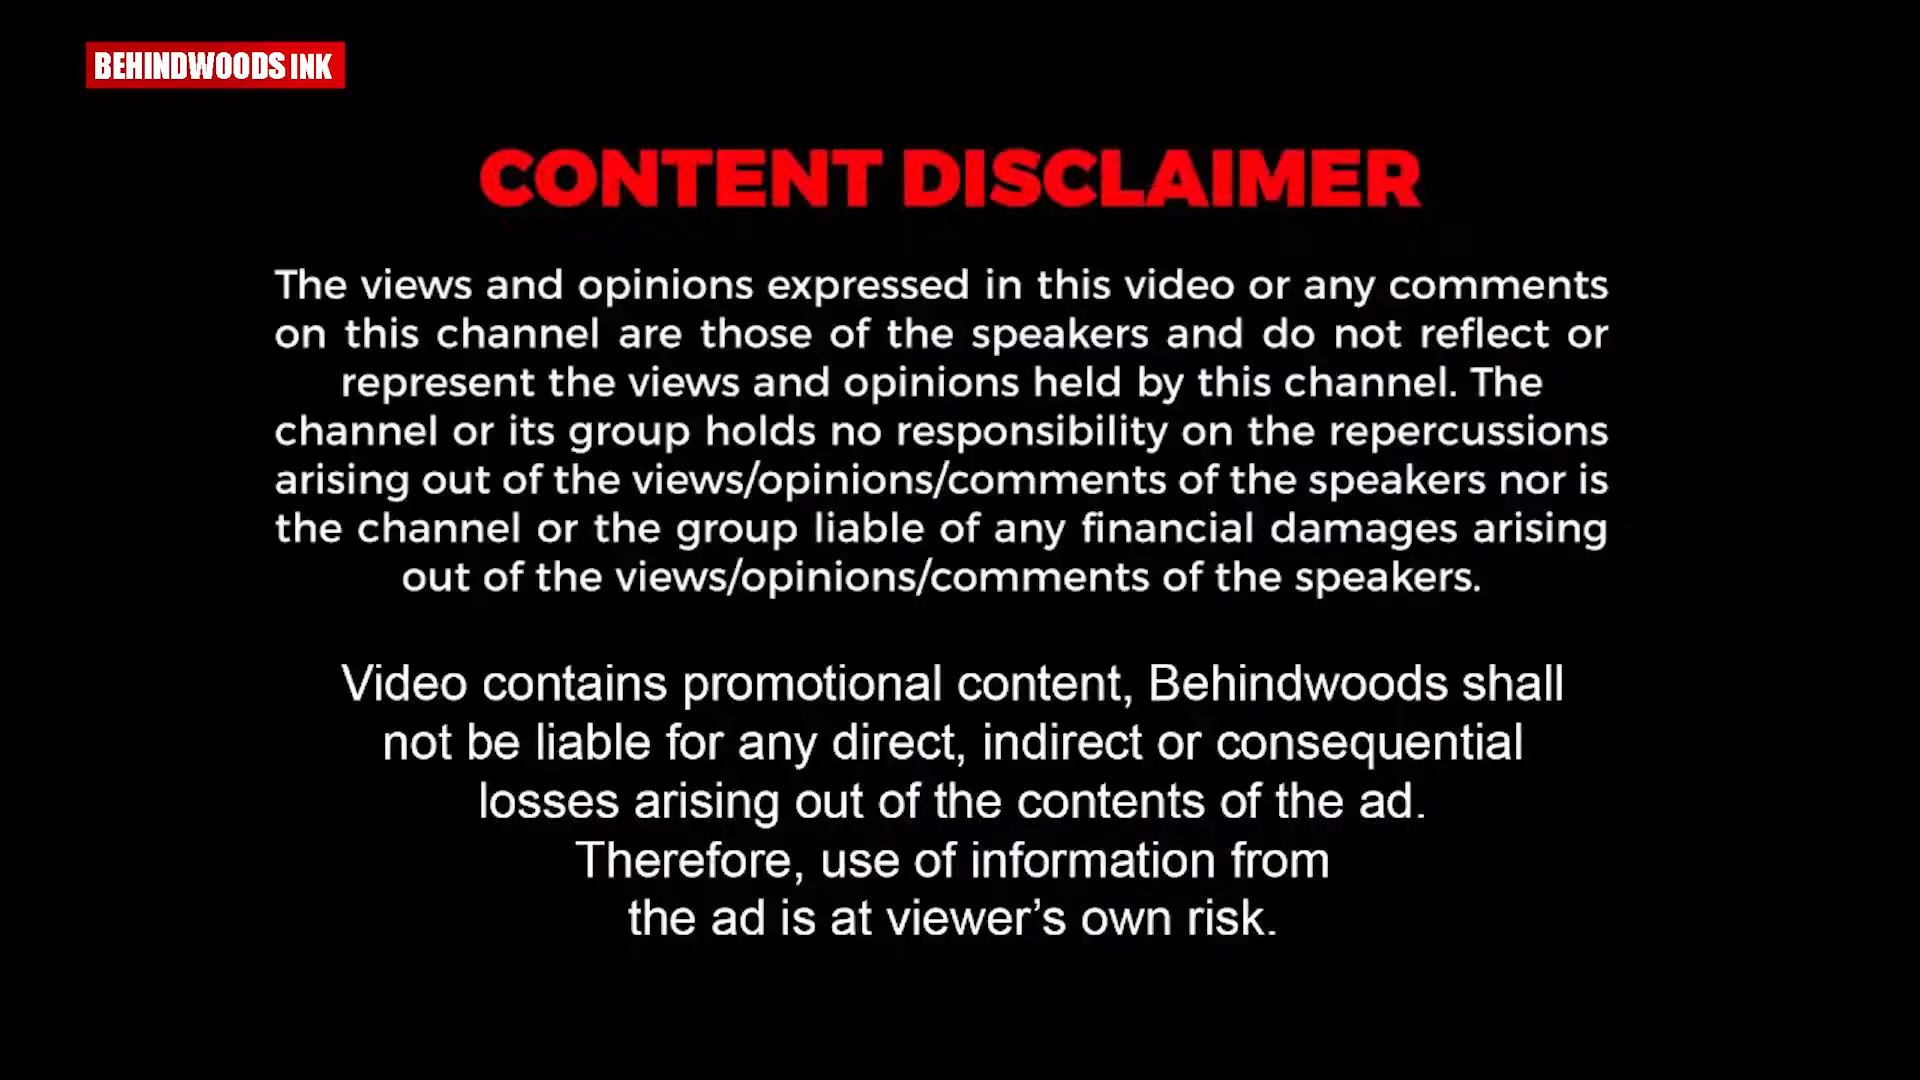 BEHINDWOODS INK
CONTENT DISCLAIMER
The views and opinions expressed in this video or any comments
on this channel are those of the speakers and do not reflect or
represent the views and opinions held by this channel. The
channel or its group holds no responsibility on the repercussions
arising out of the views/opinions/comments of the speakers nor is
the channel or the group liable of any financial damages arising
out of the views/opinions/comments of the speakers.
Video contains promotional content, Behindwoods shall
not be liable for any direct, indirect or consequential
losses arising out of the contents of the ad.
Therefore, use of information from
the ad is at viewer’s own risk.